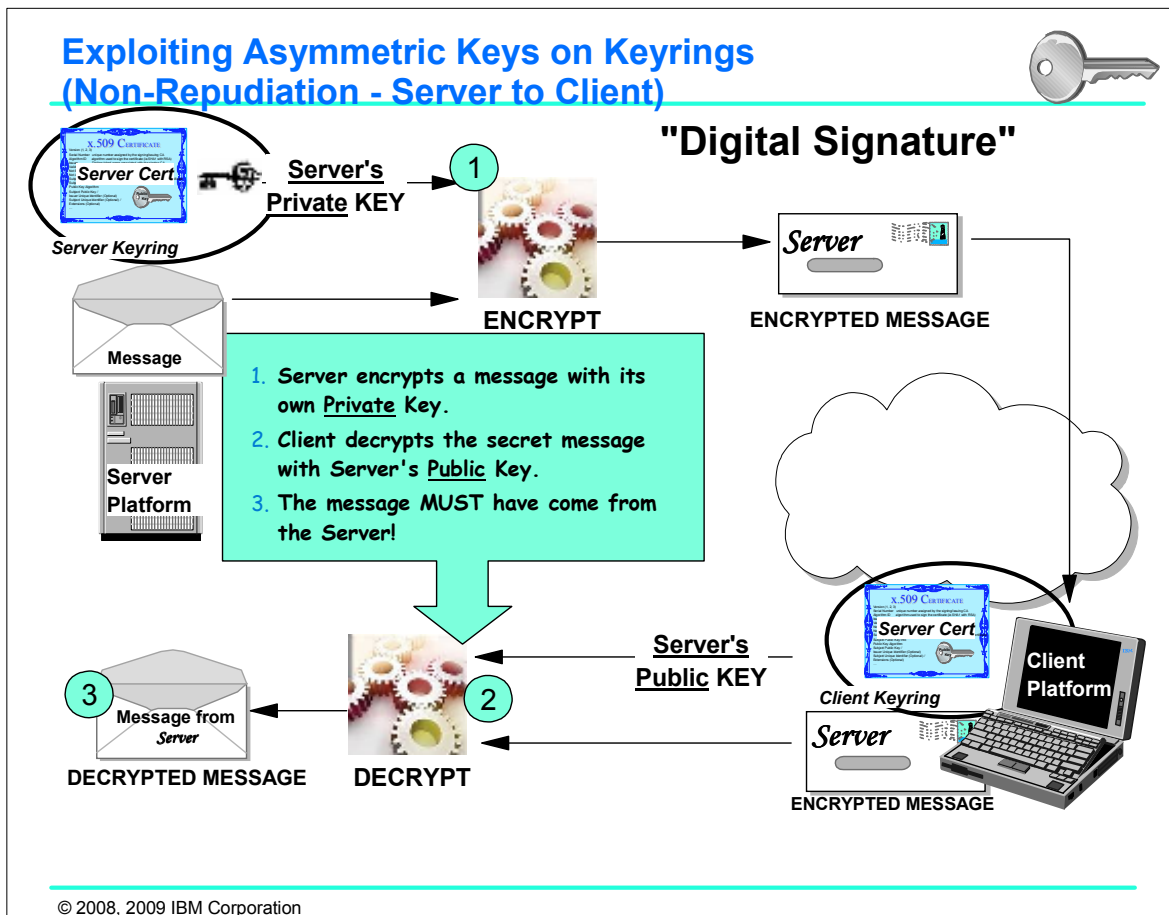 Exploiting Asymmetric Keys on Keyrings
(Non-Repudiation - Server to Client)
"Digital Signature"
x.509 CERTIFICATE
Server Cert
Server Keyring
Server's
Private KEY
1
ENCRYPT
Server
ENCRYPTED MESSAGE
Message
Server
Platform
1. Server encrypts a message with its
own Private Key.
2. Client decrypts the secret message
with Server's Public Key.
3. The message MUST have come from
the Server!
x.509 CERTIFICATE
Server Cert
Client Keyring
Client
Platform
IBM
Server's
Public KEY
Server
ENCRYPTED MESSAGE
2
DECRYPT
3
Message from
Server
DECRYPTED MESSAGE
© 2008, 2009 IBM Corporation